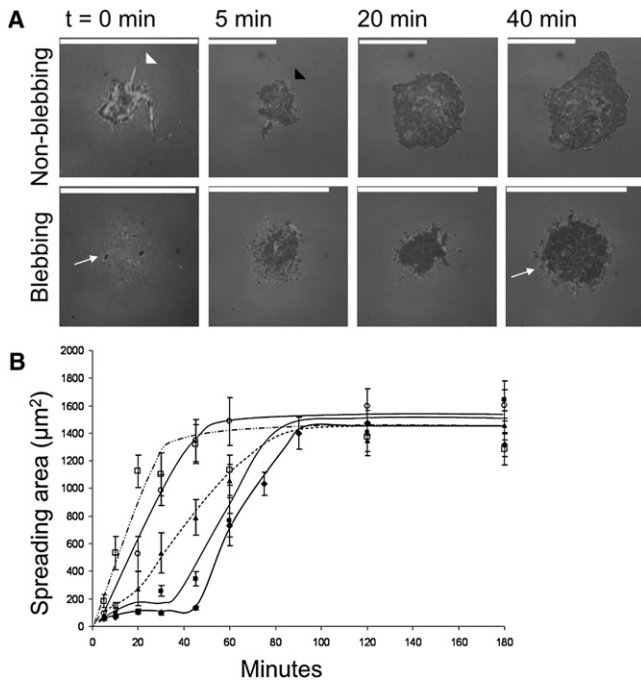 A
t = 0 min
5 min
20 min
40 min
Non-blebbing
Blebbing
B
Spreading area (µm²)
2000
1800
1600
1400
1200
1000
800
600
400
200
0
0 20 40 60 80 100 120 140 160 180
Minutes